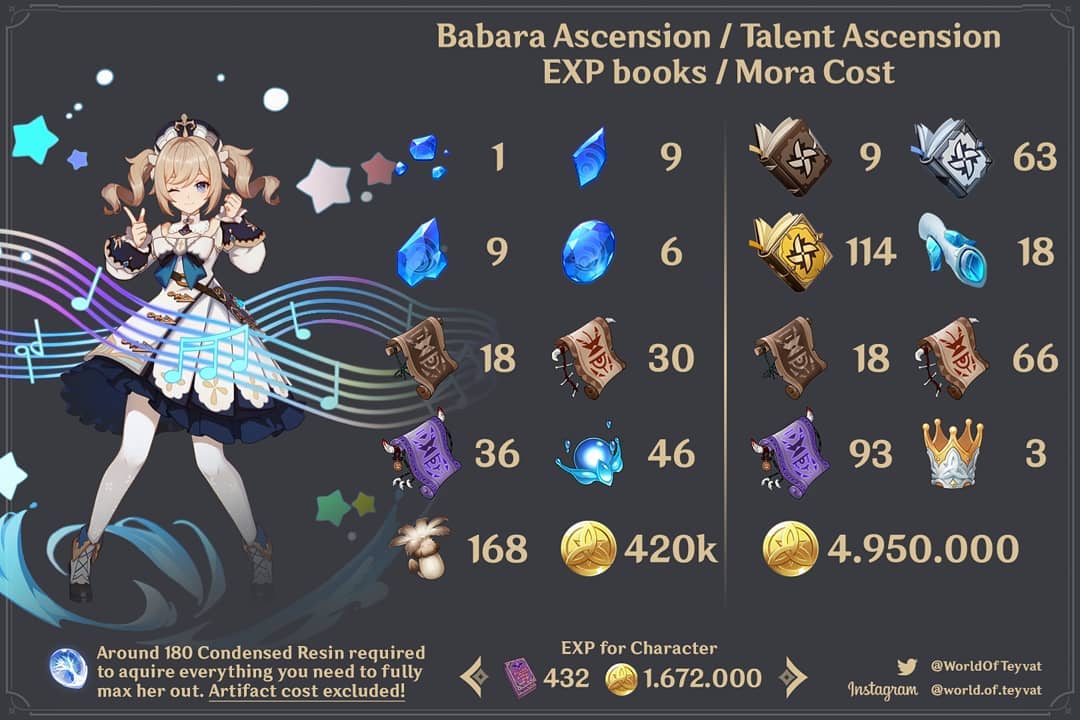 Babara Ascension / Talent Ascension
EXP books / Mora Cost
1 9
9 6
18 30
36 46
168 420k
9 63
114 18
18 66
93 3
4.950.000
Around 180 Condensed Resin required
to aquire everything you need to fully
max her out. Artifact cost excluded!
EXP for Character
432 1.672.000
@WorldOfTeyvat
Instagram @world.of.teyvat